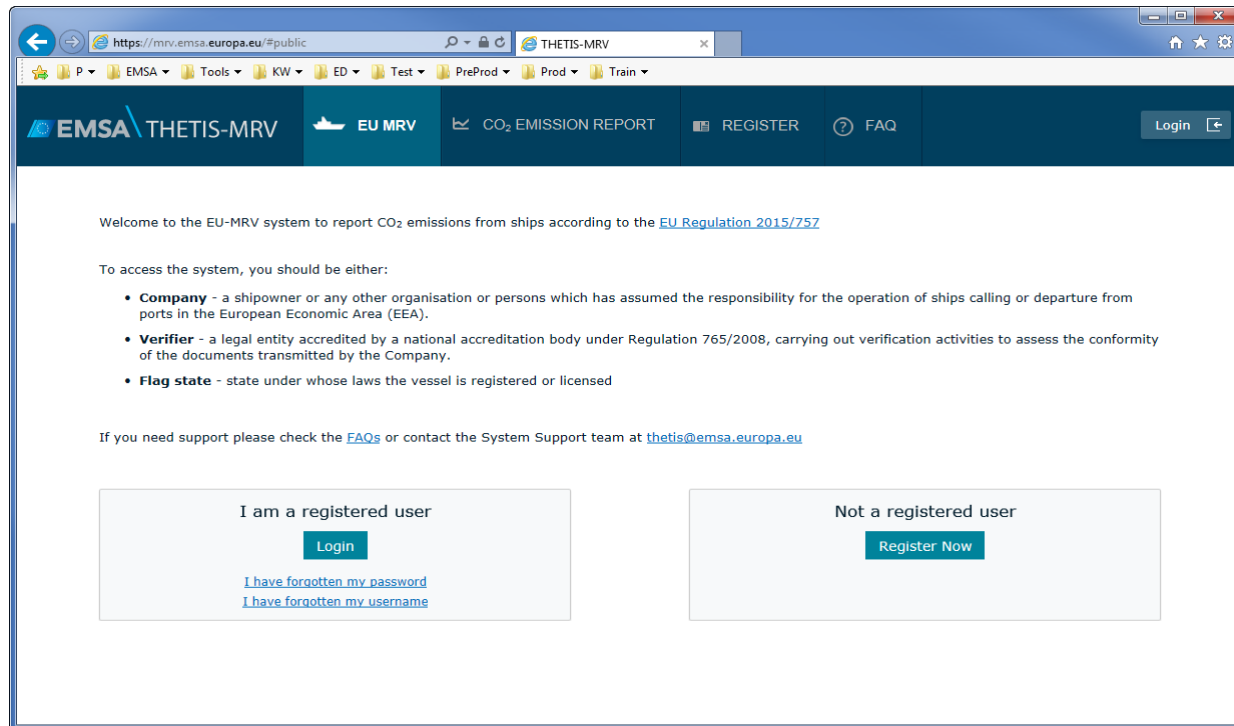 https://mrv.emsa.europa.eu/#public
THETIS-MRV
P EMSA Tools KW ED Test PreProd Prod Train
EMSA THETIS-MRV EU MRV CO₂ EMISSION REPORT REGISTER FAQ Login
Welcome to the EU-MRV system to report CO₂ emissions from ships according to the EU Regulation 2015/757
To access the system, you should be either:
• Company - a shipowner or any other organisation or persons which has assumed the responsibility for the operation of ships calling or departure from
ports in the European Economic Area (EEA).
• Verifier - a legal entity accredited by a national accreditation body under Regulation 765/2008, carrying out verification activities to assess the conformity
of the documents transmitted by the Company.
• Flag state - state under whose laws the vessel is registered or licensed
If you need support please check the FAQs or contact the System Support team at thetis@emsa.europa.eu
I am a registered user
Login
I have forgotten my password
I have forgotten my username
Not a registered user
Register Now